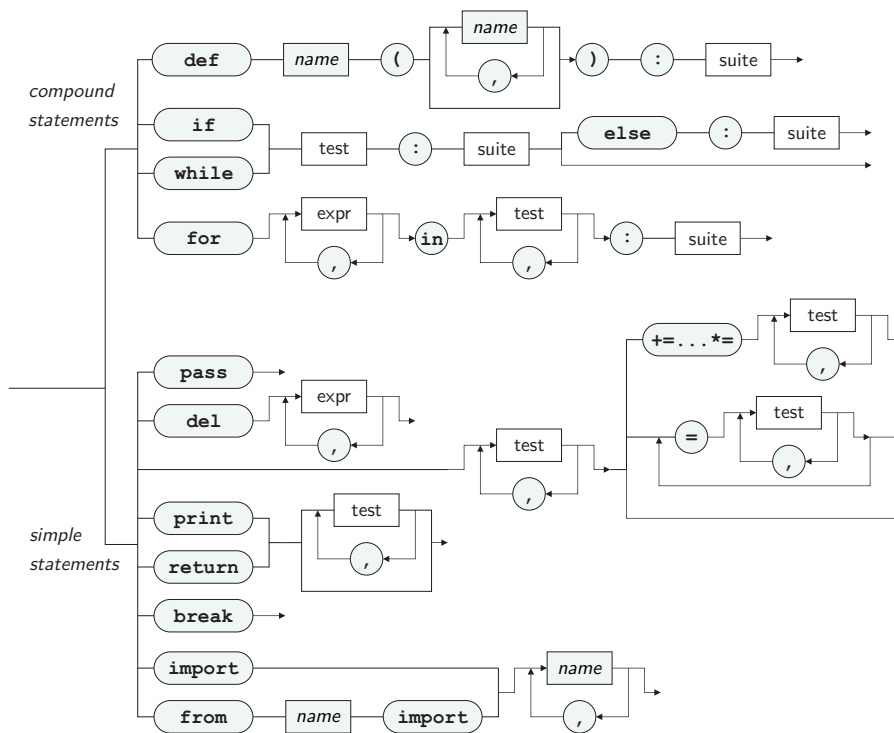 name
def name ( , ) : suite
compound
statements
if
else : suite
test : suite
while
expr test
for in : suite
, ,
test
+=...*=
,
pass
expr
del
test
=
, test ,
,
print test
simple
statements
,
return
break
import name
from name import ,